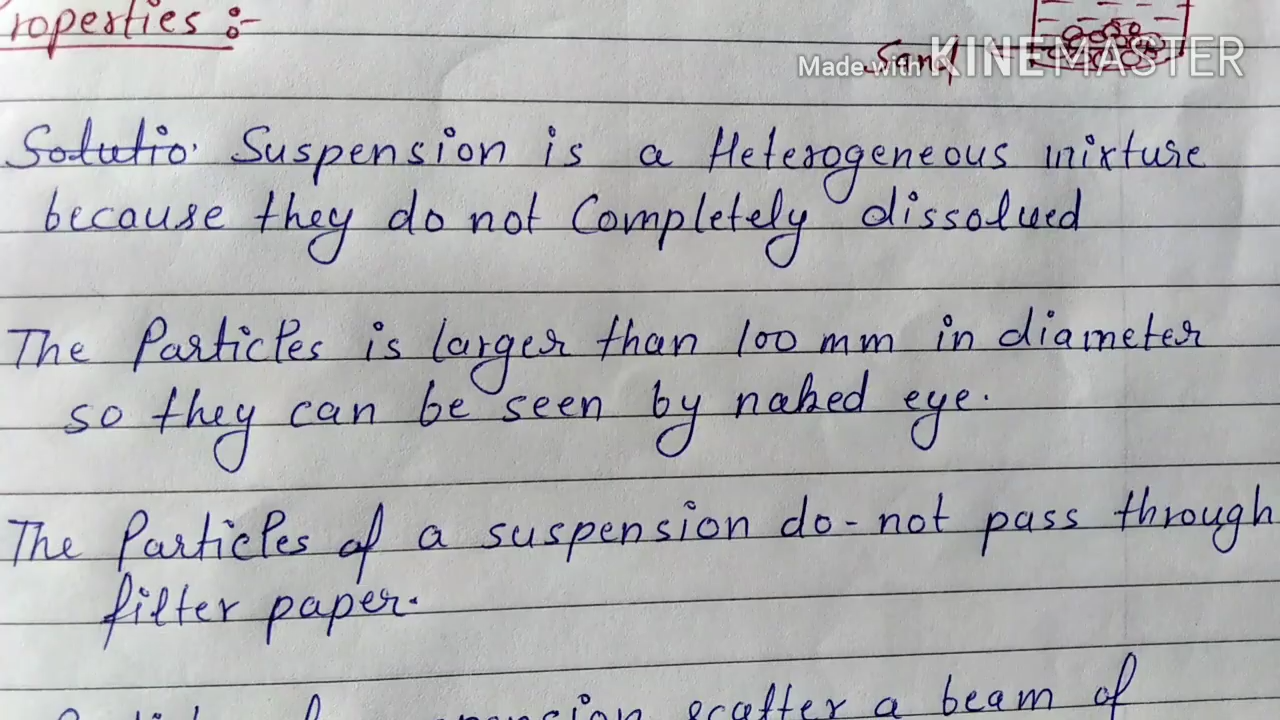 roperties :-
Sand
Made with KINEMASTER
Solutio. Suspension is a Heterogeneous mixture
because they do not Completely dissolved
The Particles is larger than 100 mm in diameter
so they can be seen by naked eye.
The Particles of a suspension do-not pass through
filter paper.
scatter a beam of